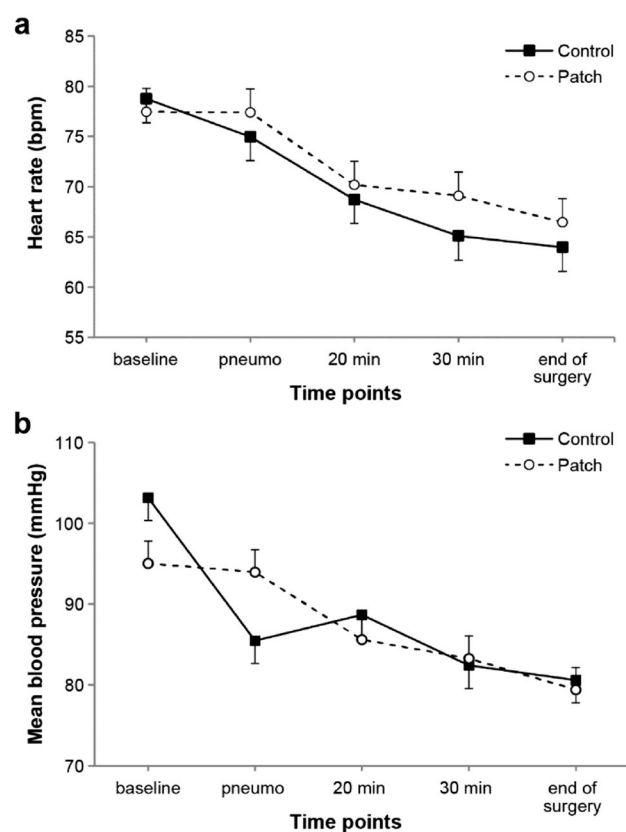 a
Heart rate (bpm)
85
80
75
70
65
60
55
Control
Patch
baseline pneumo 20 min 30 min end of
surgery
Time points
b
Mean blood pressure (mmHg)
110
100
90
80
70
Control
Patch
baseline pneumo 20 min 30 min end of
surgery
Time points